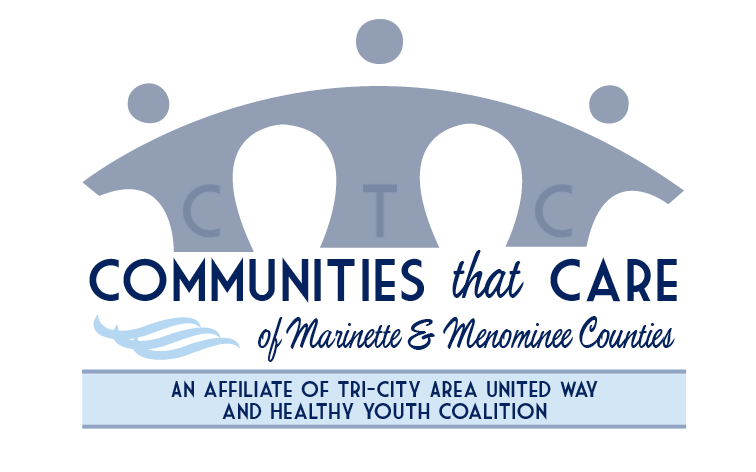 C T C
COMMUNITIES that CARE
of Marinette & Menominee Counties
AN AFFILIATE OF TRI-CITY AREA UNITED WAY
AND HEALTHY YOUTH COALITION